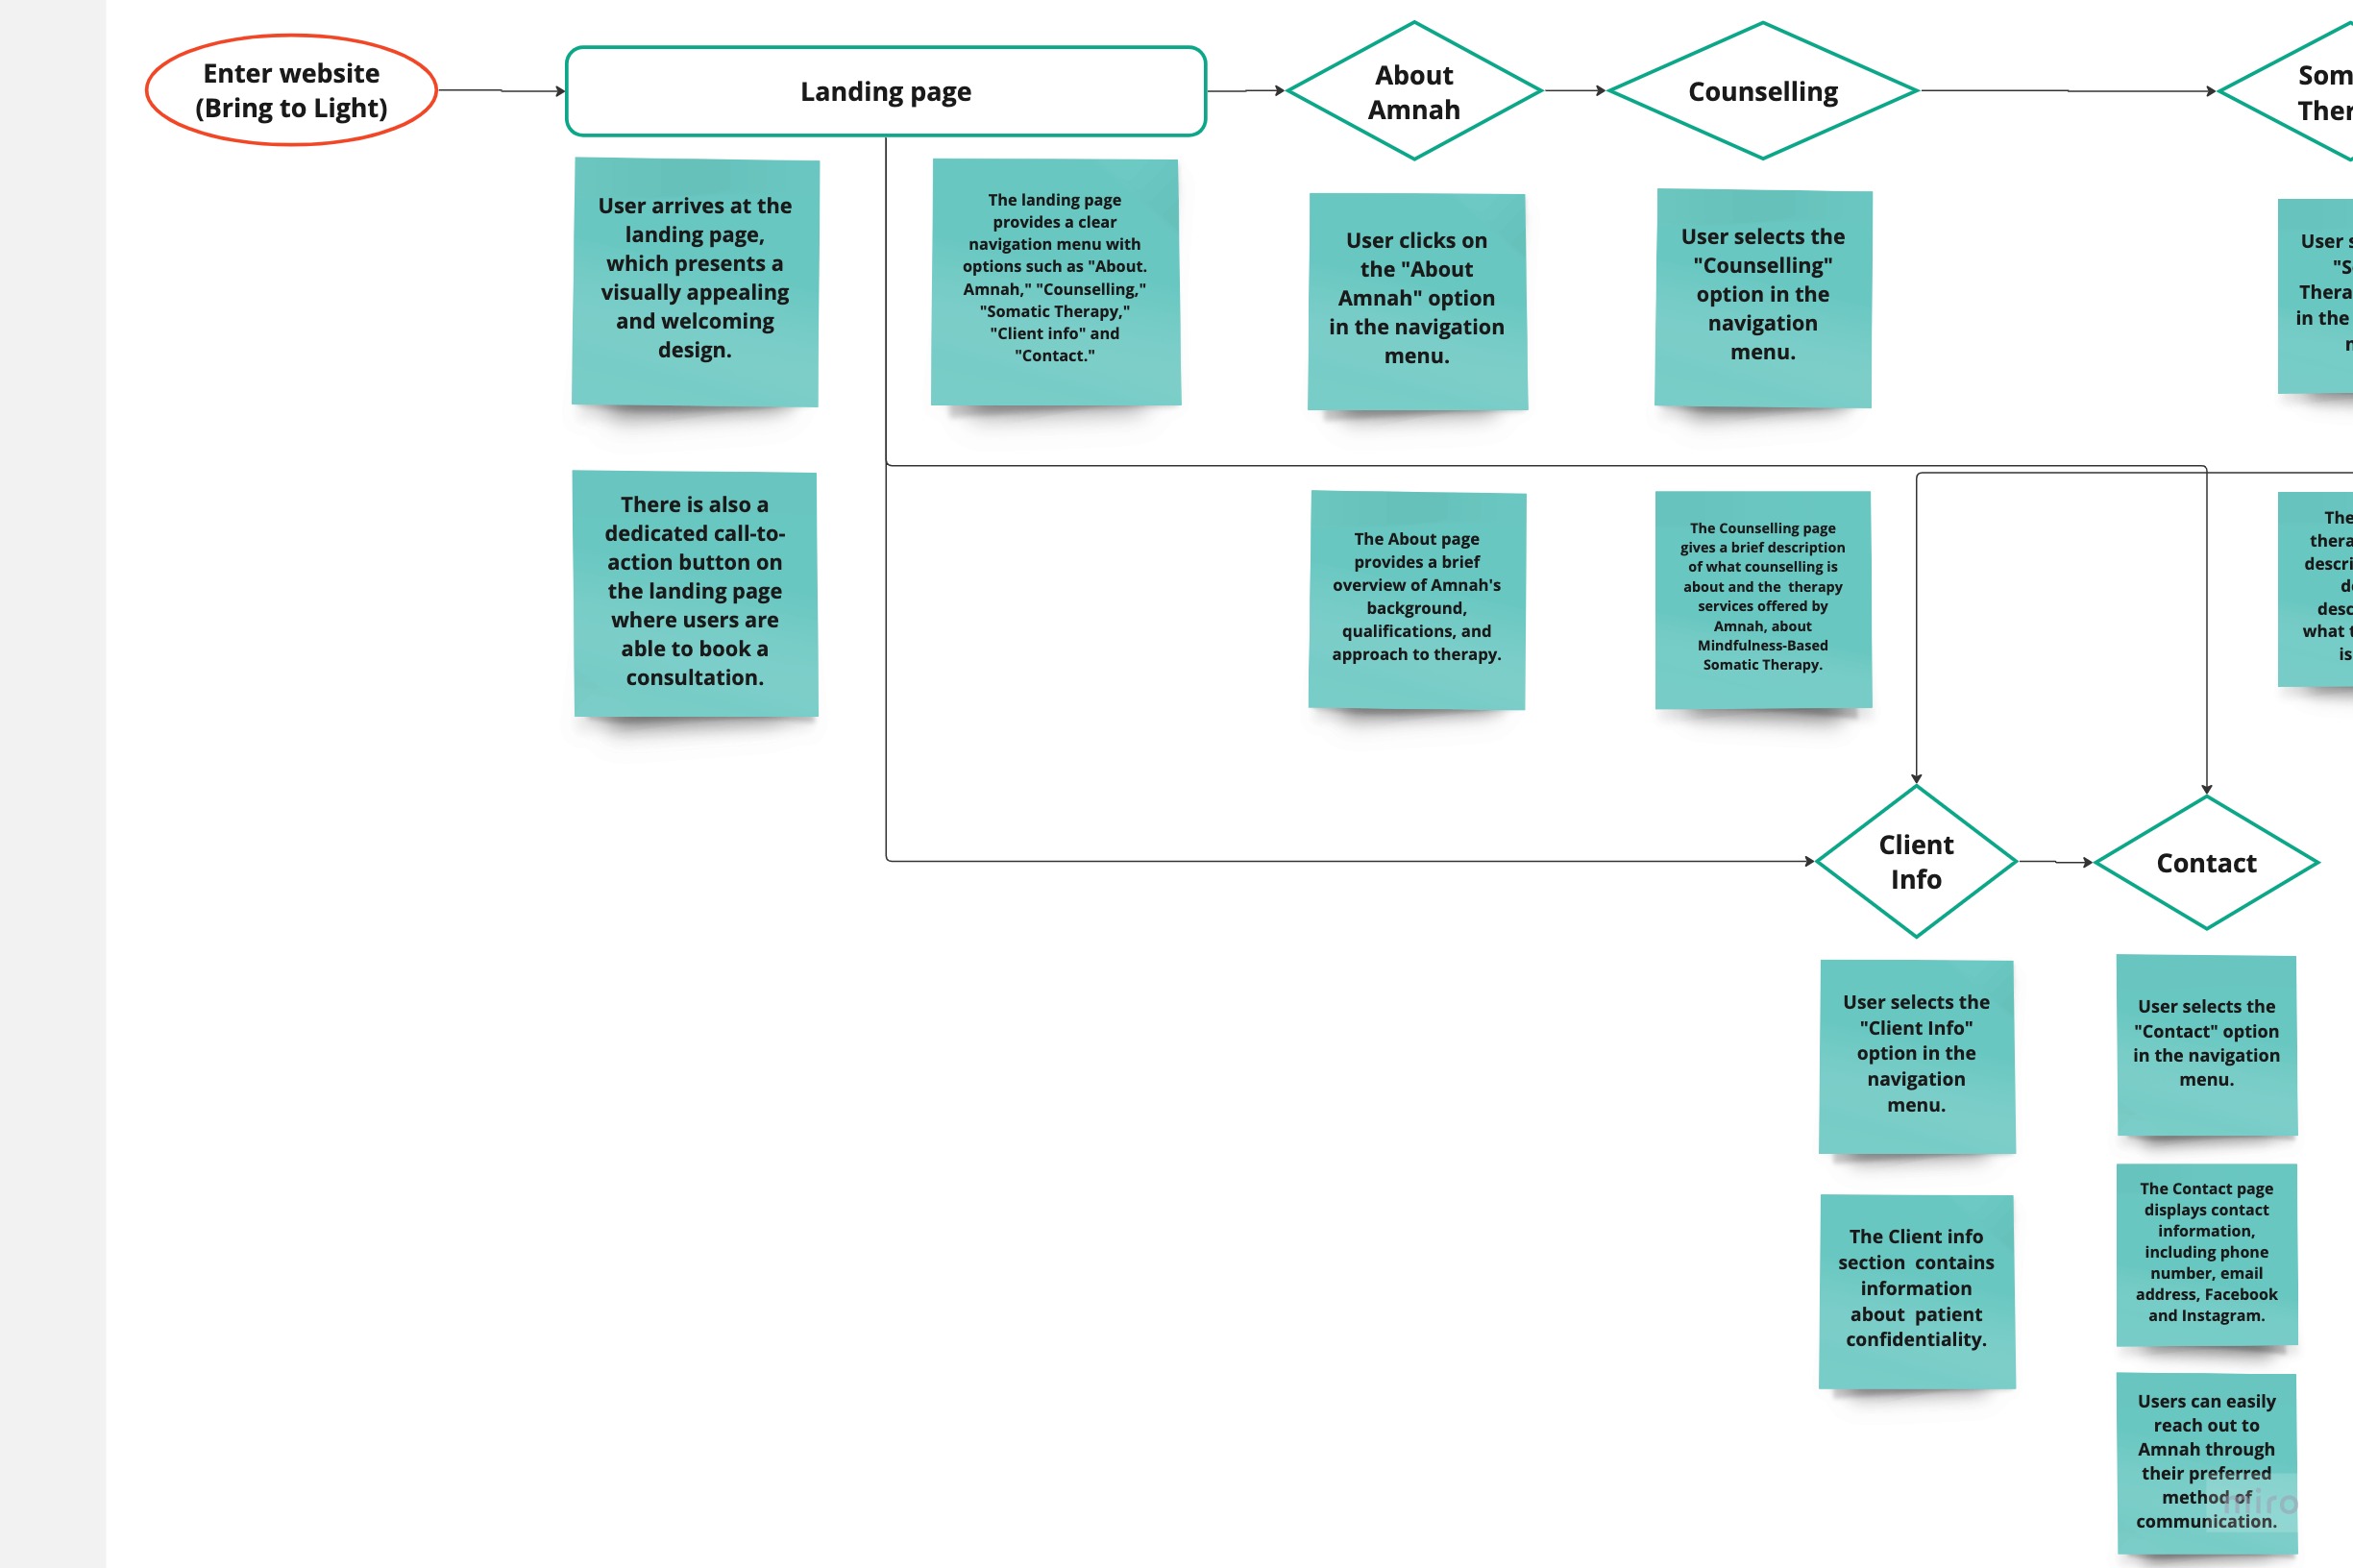 Enter website
(Bring to Light)
Landing page
About
Amnah
Counselling
User arrives at the
landing page,
which presents a
visually appealing
and welcoming
design.
The landing page
provides a clear
navigation menu with
options such as "About.
Amnah," "Counselling,"
"Somatic Therapy,"
"Client info" and
"Contact."
User clicks on
the "About
Amnah" option
in the navigation
menu.
User selects the
"Counselling"
option in the
navigation
menu.
User
in the
There is also a
dedicated call-to-
action button on
the landing page
where users are
able to book a
consultation.
The About page
provides a brief
overview of Amnah's
background,
qualifications, and
approach to therapy.
The Counselling page
gives a brief description
of what counselling is
about and the therapy
services offered by
Amnah, about
Mindfulness-Based
Somatic Therapy.
The
what
is
Client
Info
Contact
User selects the
"Client Info"
option in the
navigation
menu.
The Client info
section contains
information
about patient
confidentiality.
User selects the
"Contact" option
in the navigation
menu.
The Contact page
displays contact
information,
including phone
number, email
address, Facebook
and Instagram.
Users can easily
reach out to
Amnah through
their preferred
method of
communication.
miro